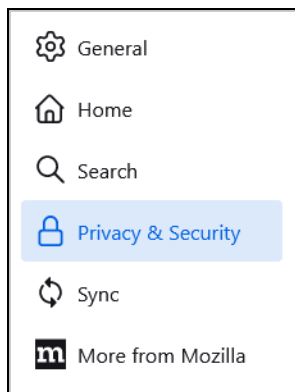 General
Home
Search
Privacy & Security
Sync
m More from Mozilla